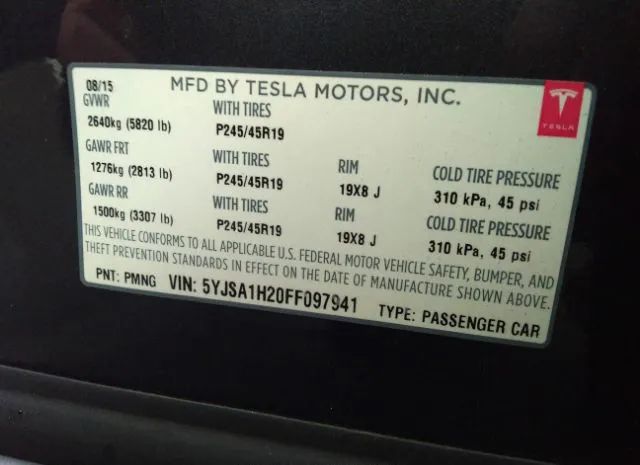 08/15 MFD BY TESLA MOTORS, INC.
GVWR WITH TIRES
2640kg (5820 lb) P245/45R19
GAWR FRT WITH TIRES RIM COLD TIRE PRESSURE
1276kg (2813 lb) P245/45R19 19X8 J 310 kPa, 45 psi
GAWR RR WITH TIRES RIM COLD TIRE PRESSURE
1500kg (3307 lb) P245/45R19 19X8 J 310 kPa, 45 psi
THIS VEHICLE CONFORMS TO ALL APPLICABLE U.S. FEDERAL MOTOR VEHICLE SAFETY, BUMPER, AND
THEFT PREVENTION STANDARDS IN EFFECT ON THE DATE OF MANUFACTURE SHOWN ABOVE.
PNT: PMNG VIN: 5YJSA1H20FF097941 TYPE: PASSENGER CAR
TESLA